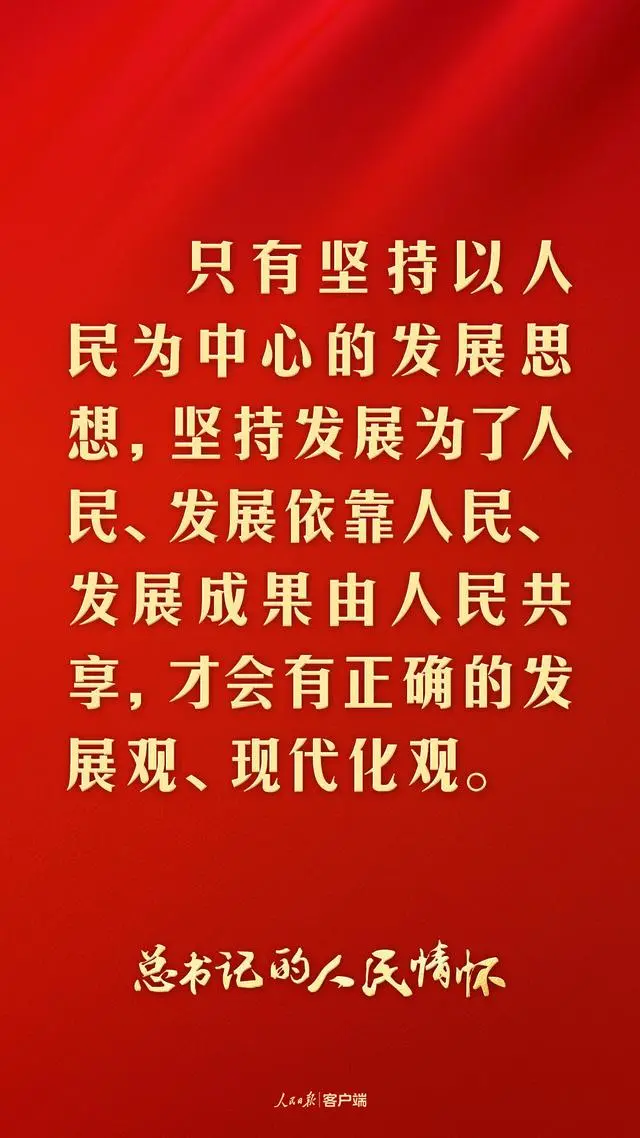 只有坚持以人
民为中心的发展思
想，坚持发展为了人
民、发展依靠人民、
发展成果由人民共
享，才会有正确的发
展观、现代化观。
总书记的人民情怀
人民日报|客户端